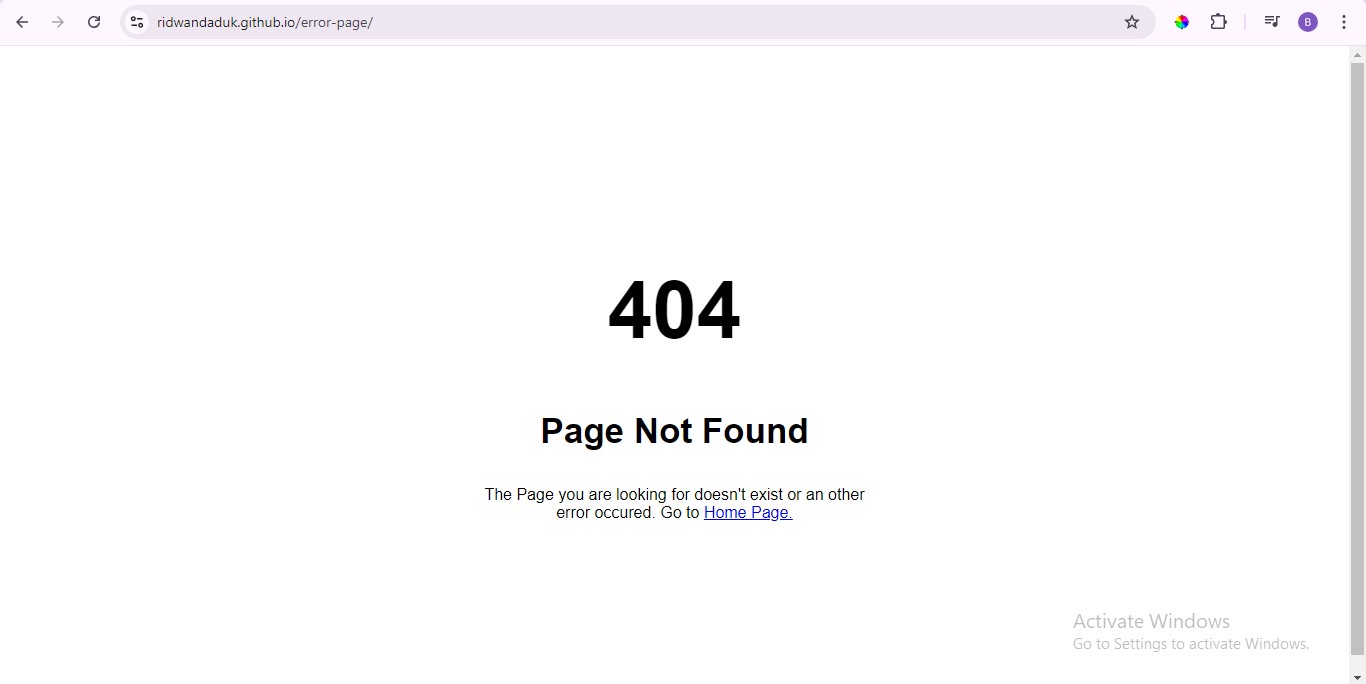 ridwandaduk.github.io/error-page/
B
404
Page Not Found
The Page you are looking for doesn't exist or an other
error occured. Go to Home Page.
Activate Windows
Go to Settings to activate Windows.